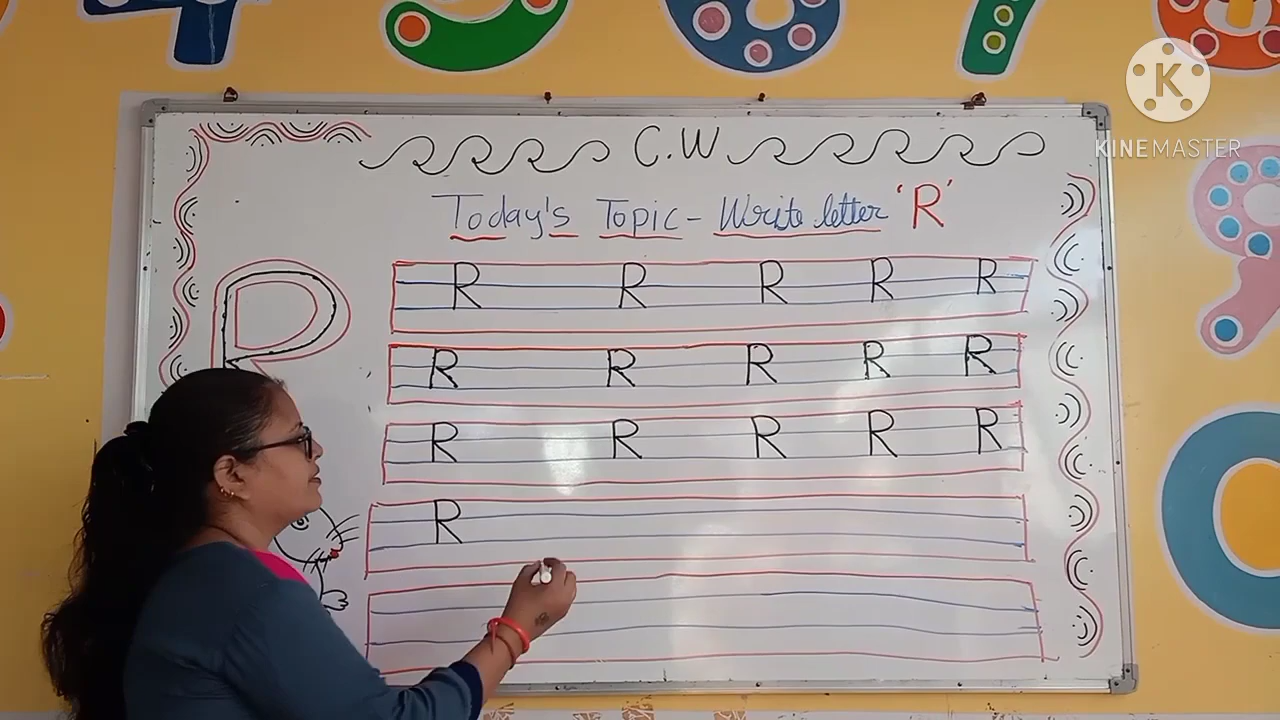 C.W
Today's Topic - Write letter 'R'
R R R R R
R R R R R
R R R R R
R
R
K
KINEMASTER